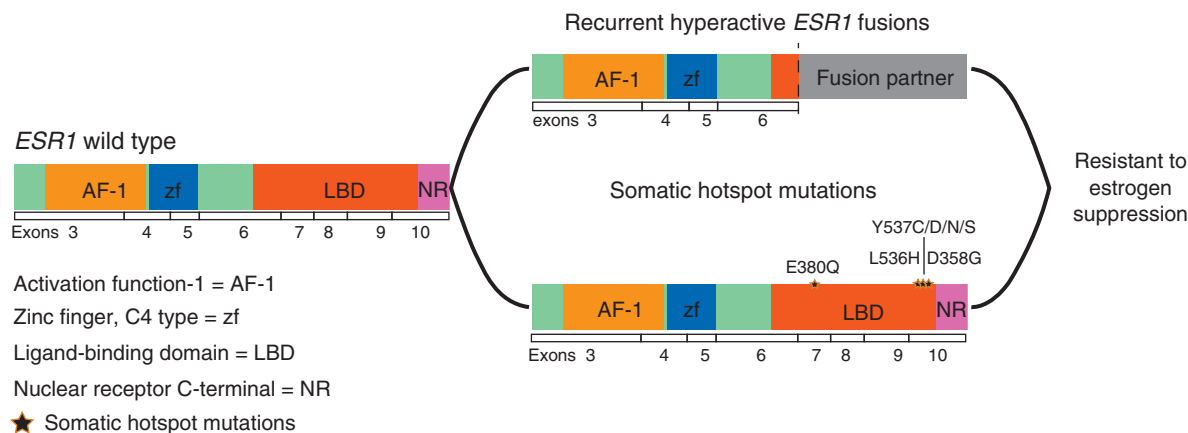 Recurrent hyperactive ESR1 fusions
AF-1 zf Fusion partner
exons 3 4 5 6
ESR1 wild type
AF-1 zf LBD NR
Exons 3 4 5 6 7 8 9 10
Somatic hotspot mutations
Y537C/D/N/S
L536H D358G
E380Q
AF-1 zf LBD NR
Exons 3 4 5 6 7 8 9 10
Resistant to
estrogen
suppression
Activation function-1 = AF-1
Zinc finger, C4 type = zf
Ligand-binding domain = LBD
Nuclear receptor C-terminal = NR
Somatic hotspot mutations